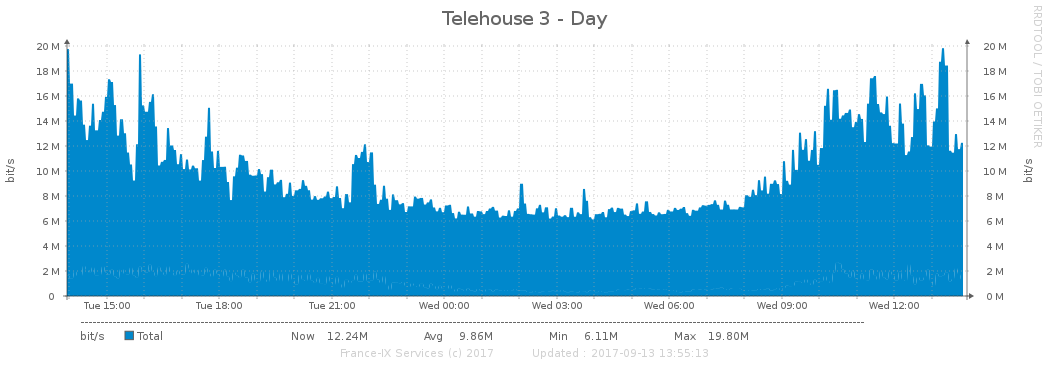 Telehouse 3 - Day
RRDTOOL / TOBI OETIKER
20 M 20 M
18 M 18 M
16 M 16 M
14 M 14 M
12 M 12 M
10 M 10 M
8 M 8 M
6 M 6 M
4 M 4 M
2 M 2 M
0 0 M
bit/s bit/s
Tue 15:00 Tue 18:00 Tue 21:00 Wed 00:00 Wed 03:00 Wed 06:00 Wed 09:00 Wed 12:00
bit/s Total Now 12.24M Avg 9.86M Min 6.11M Max 19.80M
France-IX Services (c) 2017 Updated : 2017-09-13 13:55:13